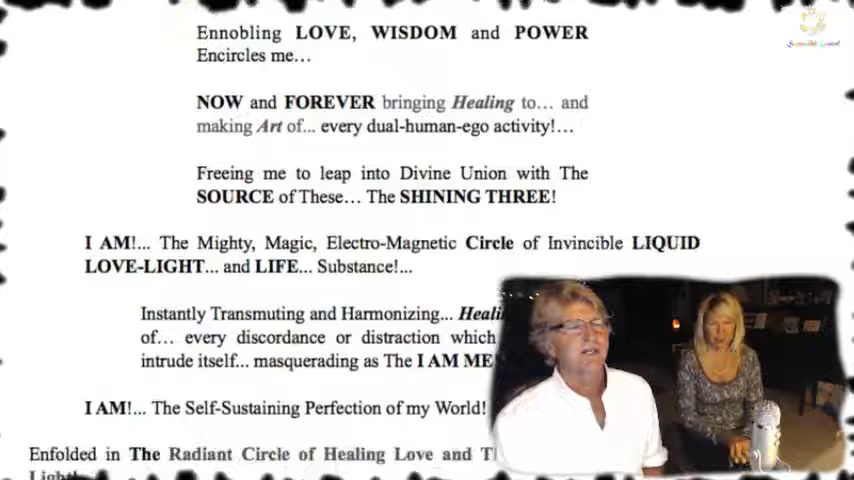 Ennobling LOVE, WISDOM and POWER
Encircles me...
NOW and FOREVER bringing Healing to... and
making Art of... every dual-human-ego activity!...
Freeing me to leap into Divine Union with The
SOURCE of These... The SHINING THREE!
I AM!... The Mighty, Magic, Electro-Magnetic Circle of Invincible LIQUID
LOVE-LIGHT... and LIFE... Substance!...
Instantly Transmuting and Harmonizing...
of... every discordance or distraction which
intrude itself... masquerading as The I AM
I AM!... The Self-Sustaining Perfection of my World!
Enfolded in The Radiant Circle of Healing Love and
Light!